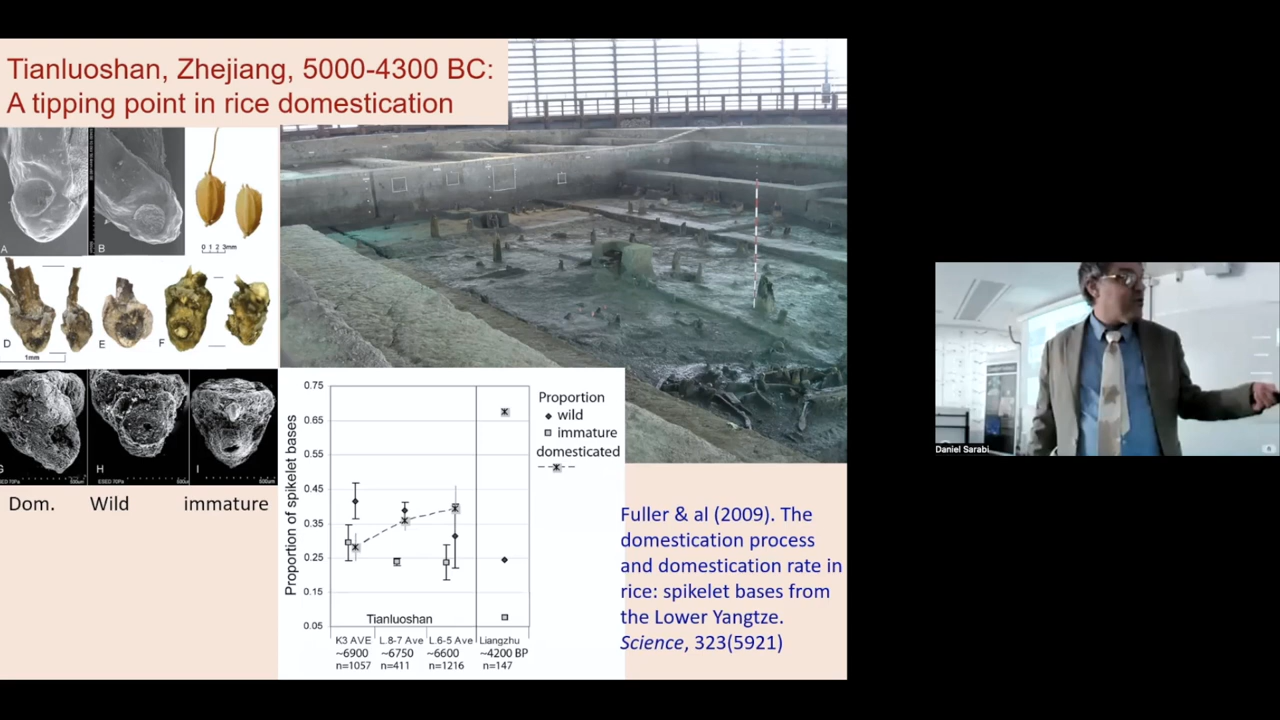 Tianluoshan, Zhejiang, 5000-4300 BC:
A tipping point in rice domestication
A
B
0 1 2 3mm
D
E
F
1mm
G
H
I
ESED 70Pa
500u
Dom. Wild immature
Proportion of spikelet bases
0.75
0.65
0.55
0.45
0.35
0.25
0.15
0.05
Proportion
wild
immature
domesticated
Tianluoshan
K3 AVE L.8-7 Ave L.6-5 Ave Liangzhu
~6900 ~6750 ~6600 ~4200 BP
n=1057 n=411 n=1216 n=147
Fuller & al (2009). The
domestication process
and domestication rate in
rice: spikelet bases from
the Lower Yangtze.
Science, 323(5921)
Daniel Sarabi